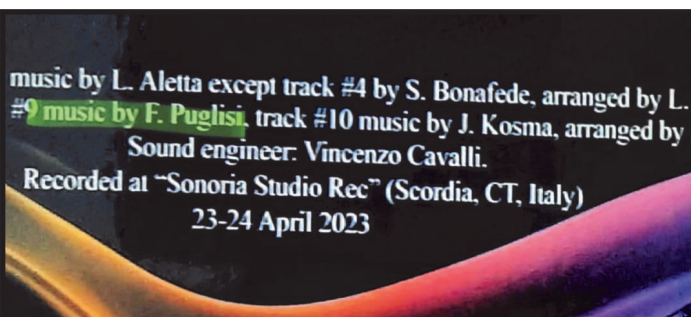 music by L. Aletta except track #4 by S. Bonafede, arranged by L.
#9 music by F. Puglisi, track #10 music by J. Kosma, arranged by
Sound engineer: Vincenzo Cavalli.
Recorded at “Sonoria Studio Rec” (Scordia, CT, Italy)
23-24 April 2023